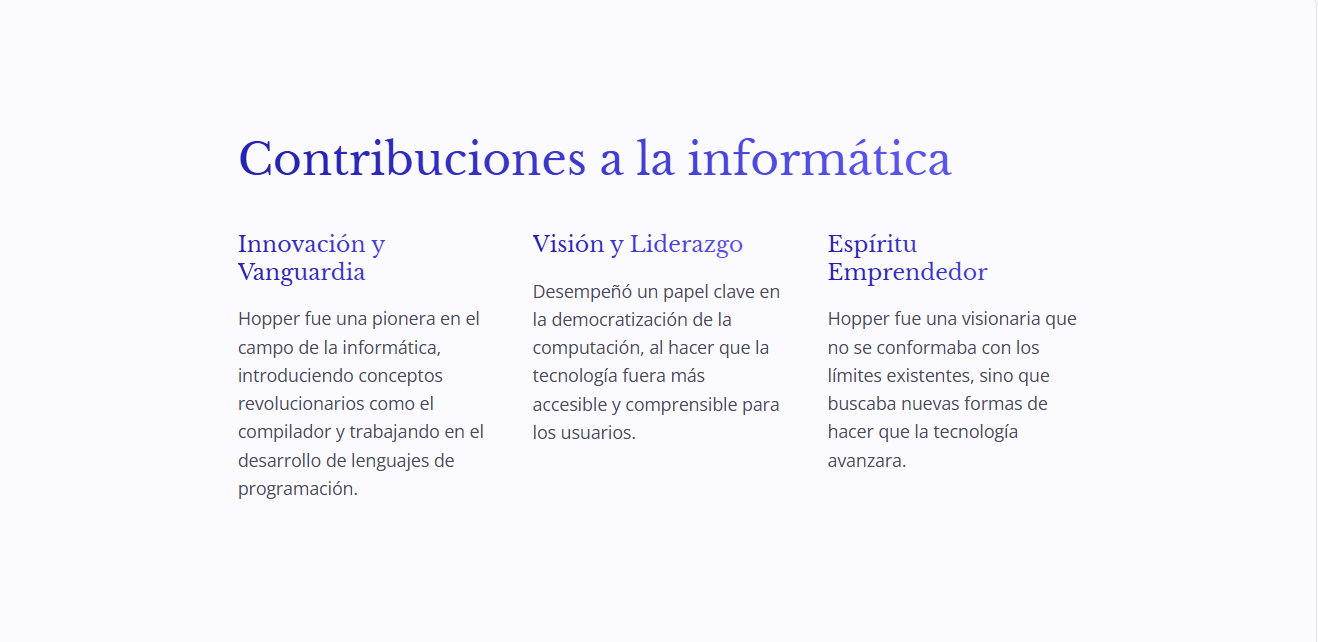 Contribuciones a la informática
Innovación y
Vanguardia
Hopper fue una pionera en el
campo de la informática,
introduciendo conceptos
revolucionarios como el
compilador y trabajando en el
desarrollo de lenguajes de
programación.
Visión y Liderazgo
Desempeñó un papel clave en
la democratización de la
computación, al hacer que la
tecnología fuera más
accesible y comprensible para
los usuarios.
Espíritu
Emprendedor
Hopper fue una visionaria que
no se conformaba con los
límites existentes, sino que
buscaba nuevas formas de
hacer que la tecnología
avanzara.